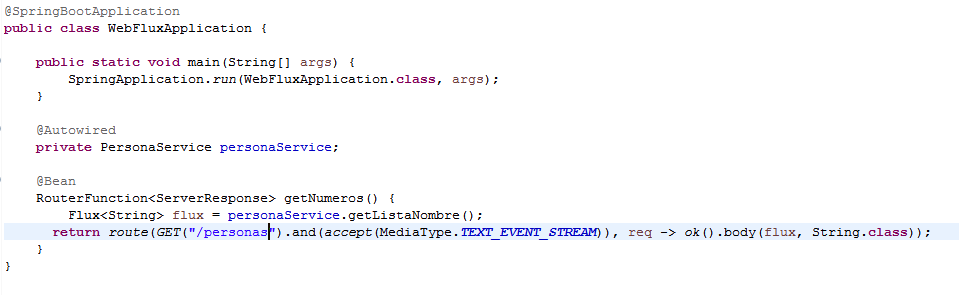 @SpringBootApplication
public class WebFluxApplication {
public static void main(String[] args) {
SpringApplication.run(WebFluxApplication.class, args);
}
@Autowired
private PersonaService personaService;
@Bean
RouterFunction<ServerResponse> getNumeros() {
Flux<String> flux = personaService.getListaNombre();
return route(GET("/personas").and(accept(MediaType.TEXT_EVENT_STREAM)), req -> ok().body(flux, String.class));
}
}